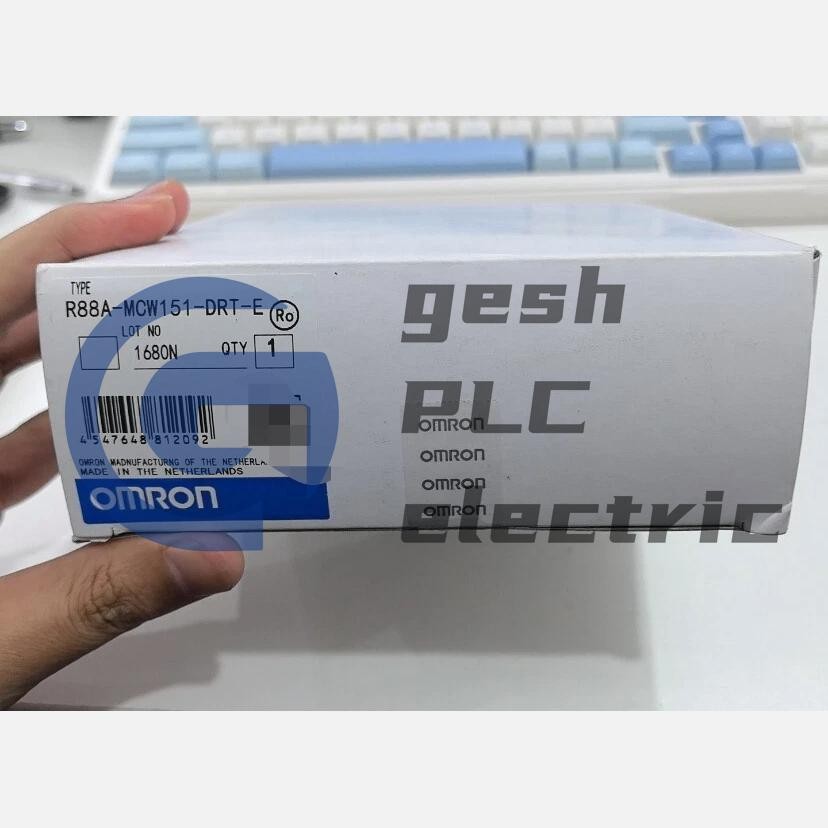 TYPE
R88A-MCW151-DRT-E Ro
LOT NO
1680N QTY 1
4 547648 812092
OMRON MADNUFACTURNG OF THE NETHERLA
MADE IN THE NETHERLANDS
OMRON
gesh
PLC
electric
OMRON
OMRON
OMRON
OMRON